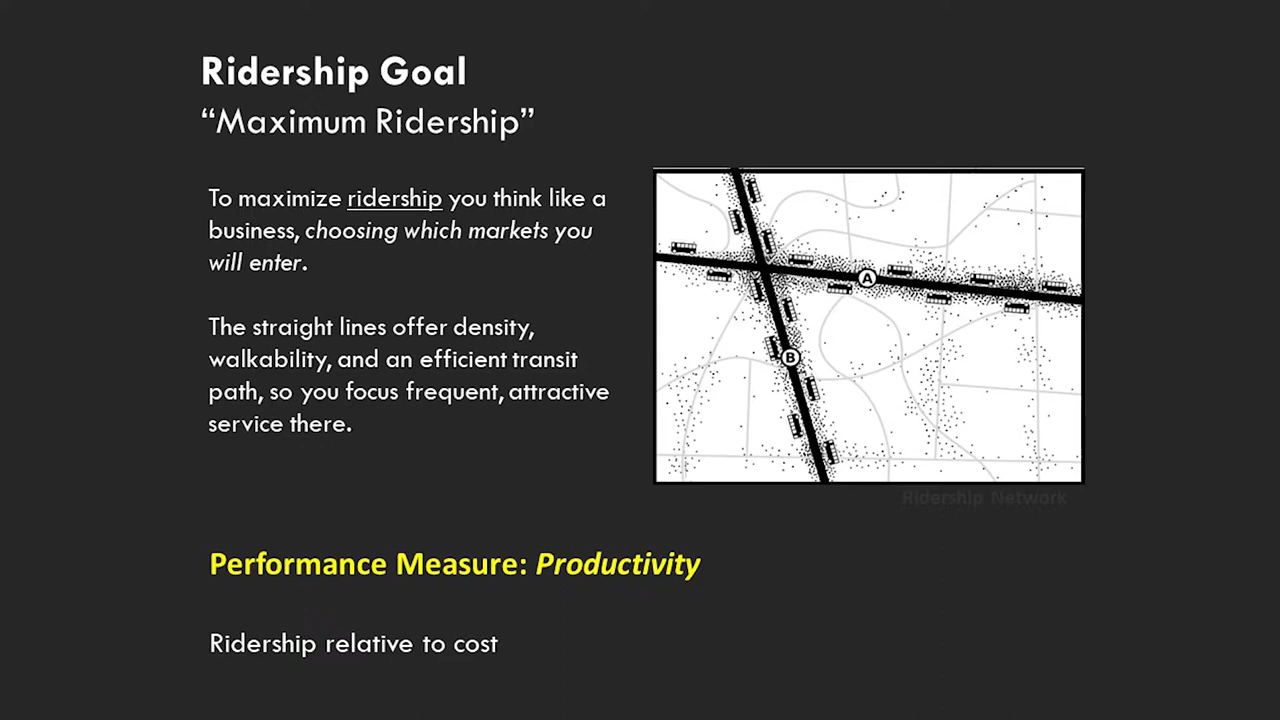 Ridership Goal
“Maximum Ridership”
To maximize ridership you think like a
business, choosing which markets you
will enter.
The straight lines offer density,
walkability, and an efficient transit
path, so you focus frequent, attractive
service there.
A
B
Ridership Network
Performance Measure: Productivity
Ridership relative to cost